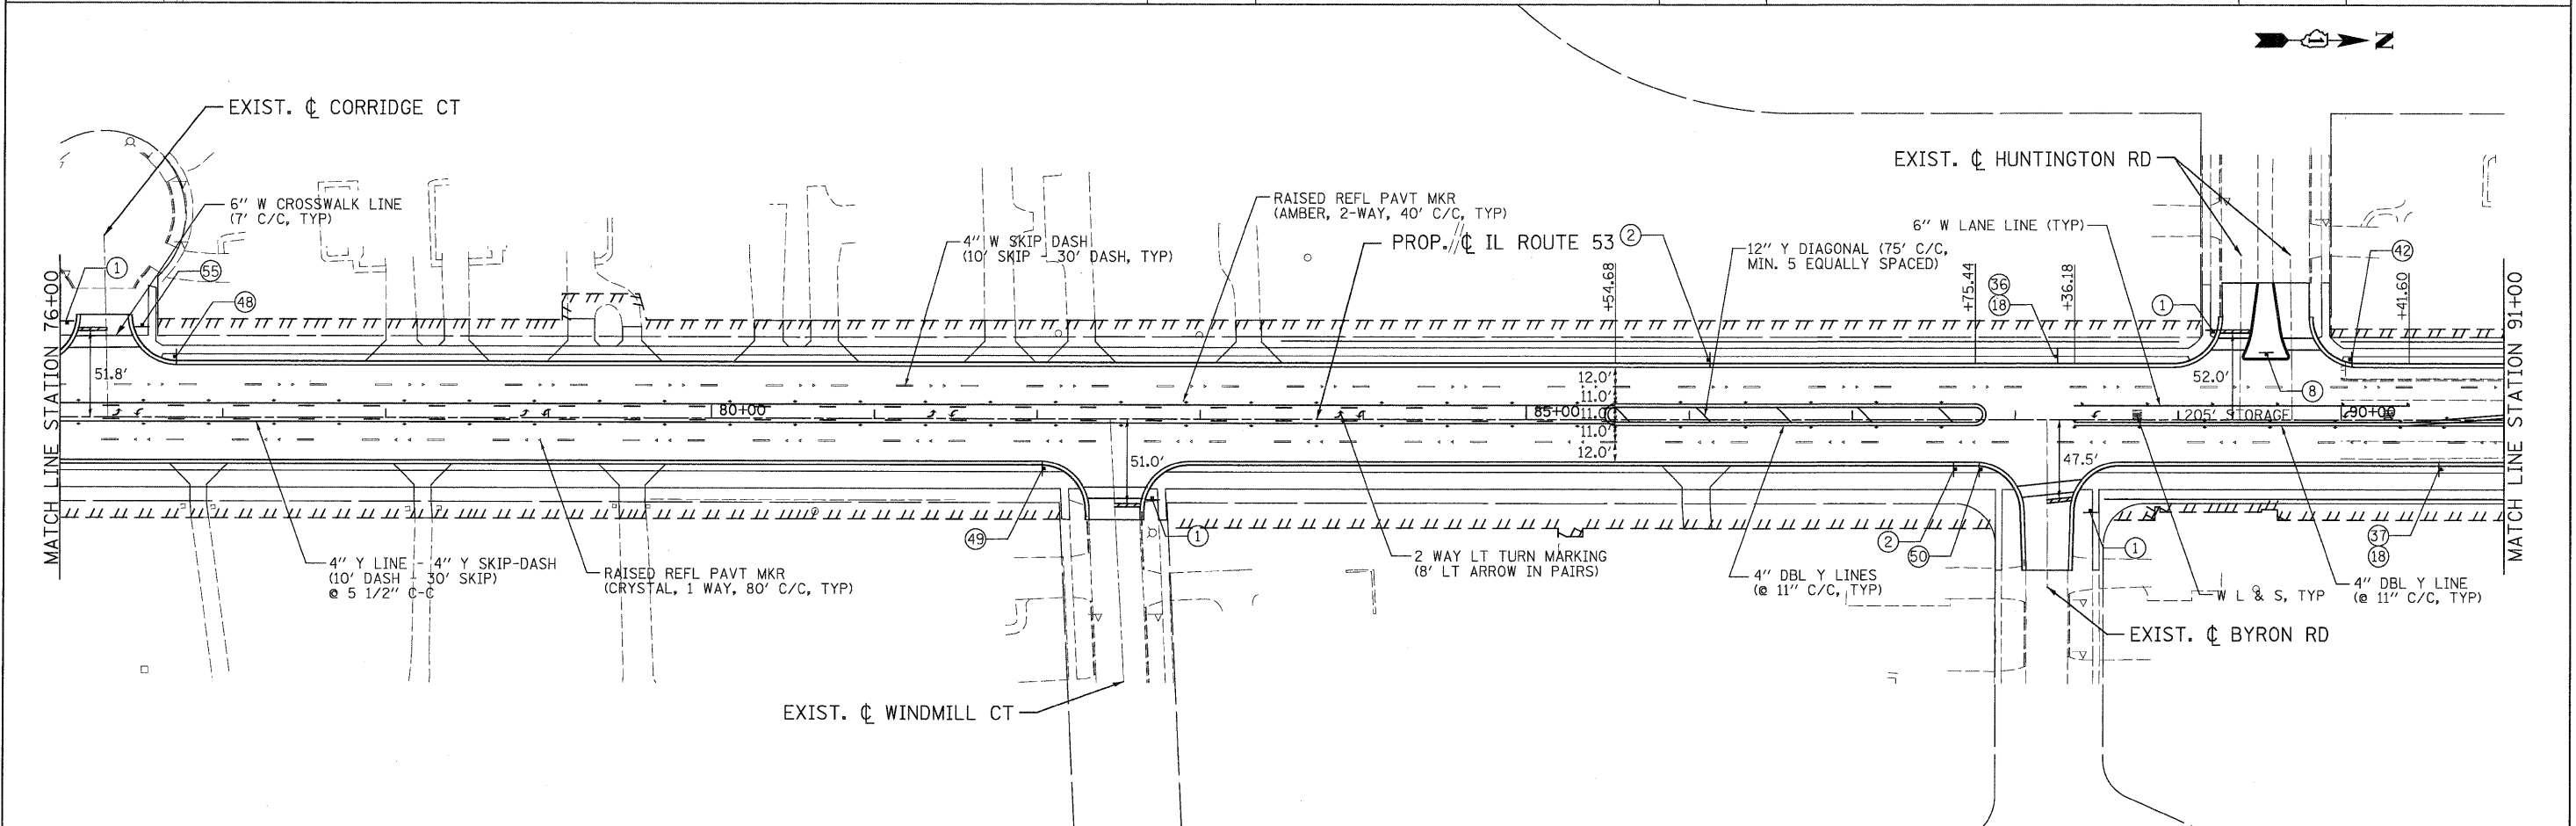 N
EXIST. ℄ CORRIDGE CT
EXIST. ℄ HUNTINGTON RD
6" W CROSSWALK LINE
(7' C/C, TYP)
RAISED REFL PAVT MKR
(AMBER, 2-WAY, 40' C/C, TYP)
4" W SKIP DASH
(10' SKIP - 30' DASH, TYP)
PROP. ℄ IL ROUTE 53
2
12" Y DIAGONAL (75' C/C,
MIN. 5 EQUALLY SPACED)
6" W LANE LINE (TYP)
1
55
48
+54.68
+75.44
36
18
+36.18
1
42
+41.60
MATCH LINE STATION 76+00
MATCH LINE STATION 91+00
51.8'
12.0'
11.0'
11.0'
11.0'
12.0'
52.0'
8
80+00
85+00
205' STORAGE
90+00
51.0'
47.5'
49
1
2
50
1
37
18
4" Y LINE - 4" Y SKIP-DASH
(10' DASH - 30' SKIP)
@ 5 1/2" C-C
RAISED REFL PAVT MKR
(CRYSTAL, 1 WAY, 80' C/C, TYP)
2 WAY LT TURN MARKING
(8' LT ARROW IN PAIRS)
4" DBL Y LINES
(@ 11" C/C, TYP)
W L & S, TYP
4" DBL Y LINE
(@ 11" C/C, TYP)
EXIST. ℄ BYRON RD
EXIST. ℄ WINDMILL CT